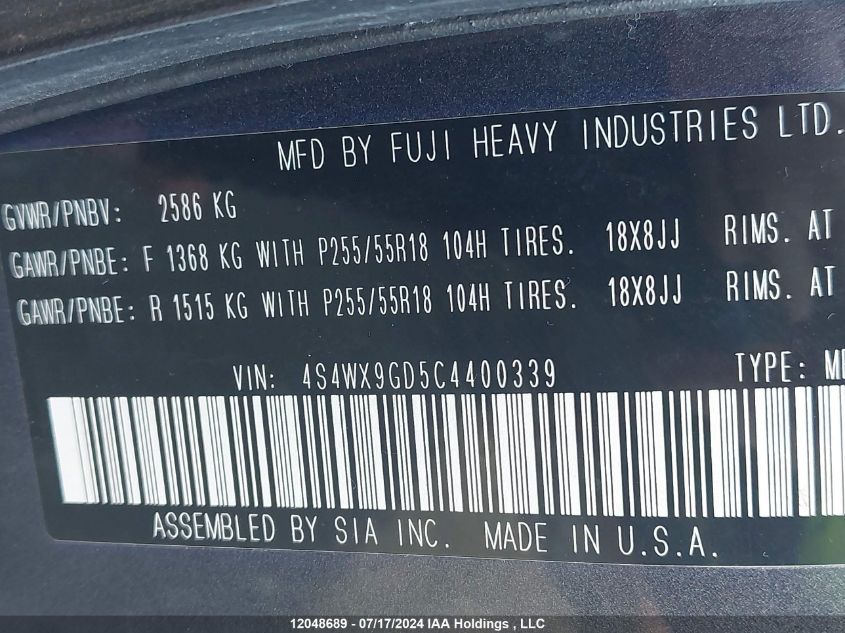 MFD BY FUJI HEAVY INDUSTRIES LTD.
GVWR/PNBV: 2586 KG
GAWR/PNBE: F 1368 KG WITH P255/55R18 104H TIRES. 18X8JJ RIMS. AT
GAWR/PNBE: R 1515 KG WITH P255/55R18 104H TIRES. 18X8JJ RIMS. AT
VIN: 4S4WX9GD5C4400339 TYPE:
ASSEMBLED BY SIA INC. MADE IN U.S.A.
12048689 - 07/17/2024 IAA Holdings , LLC